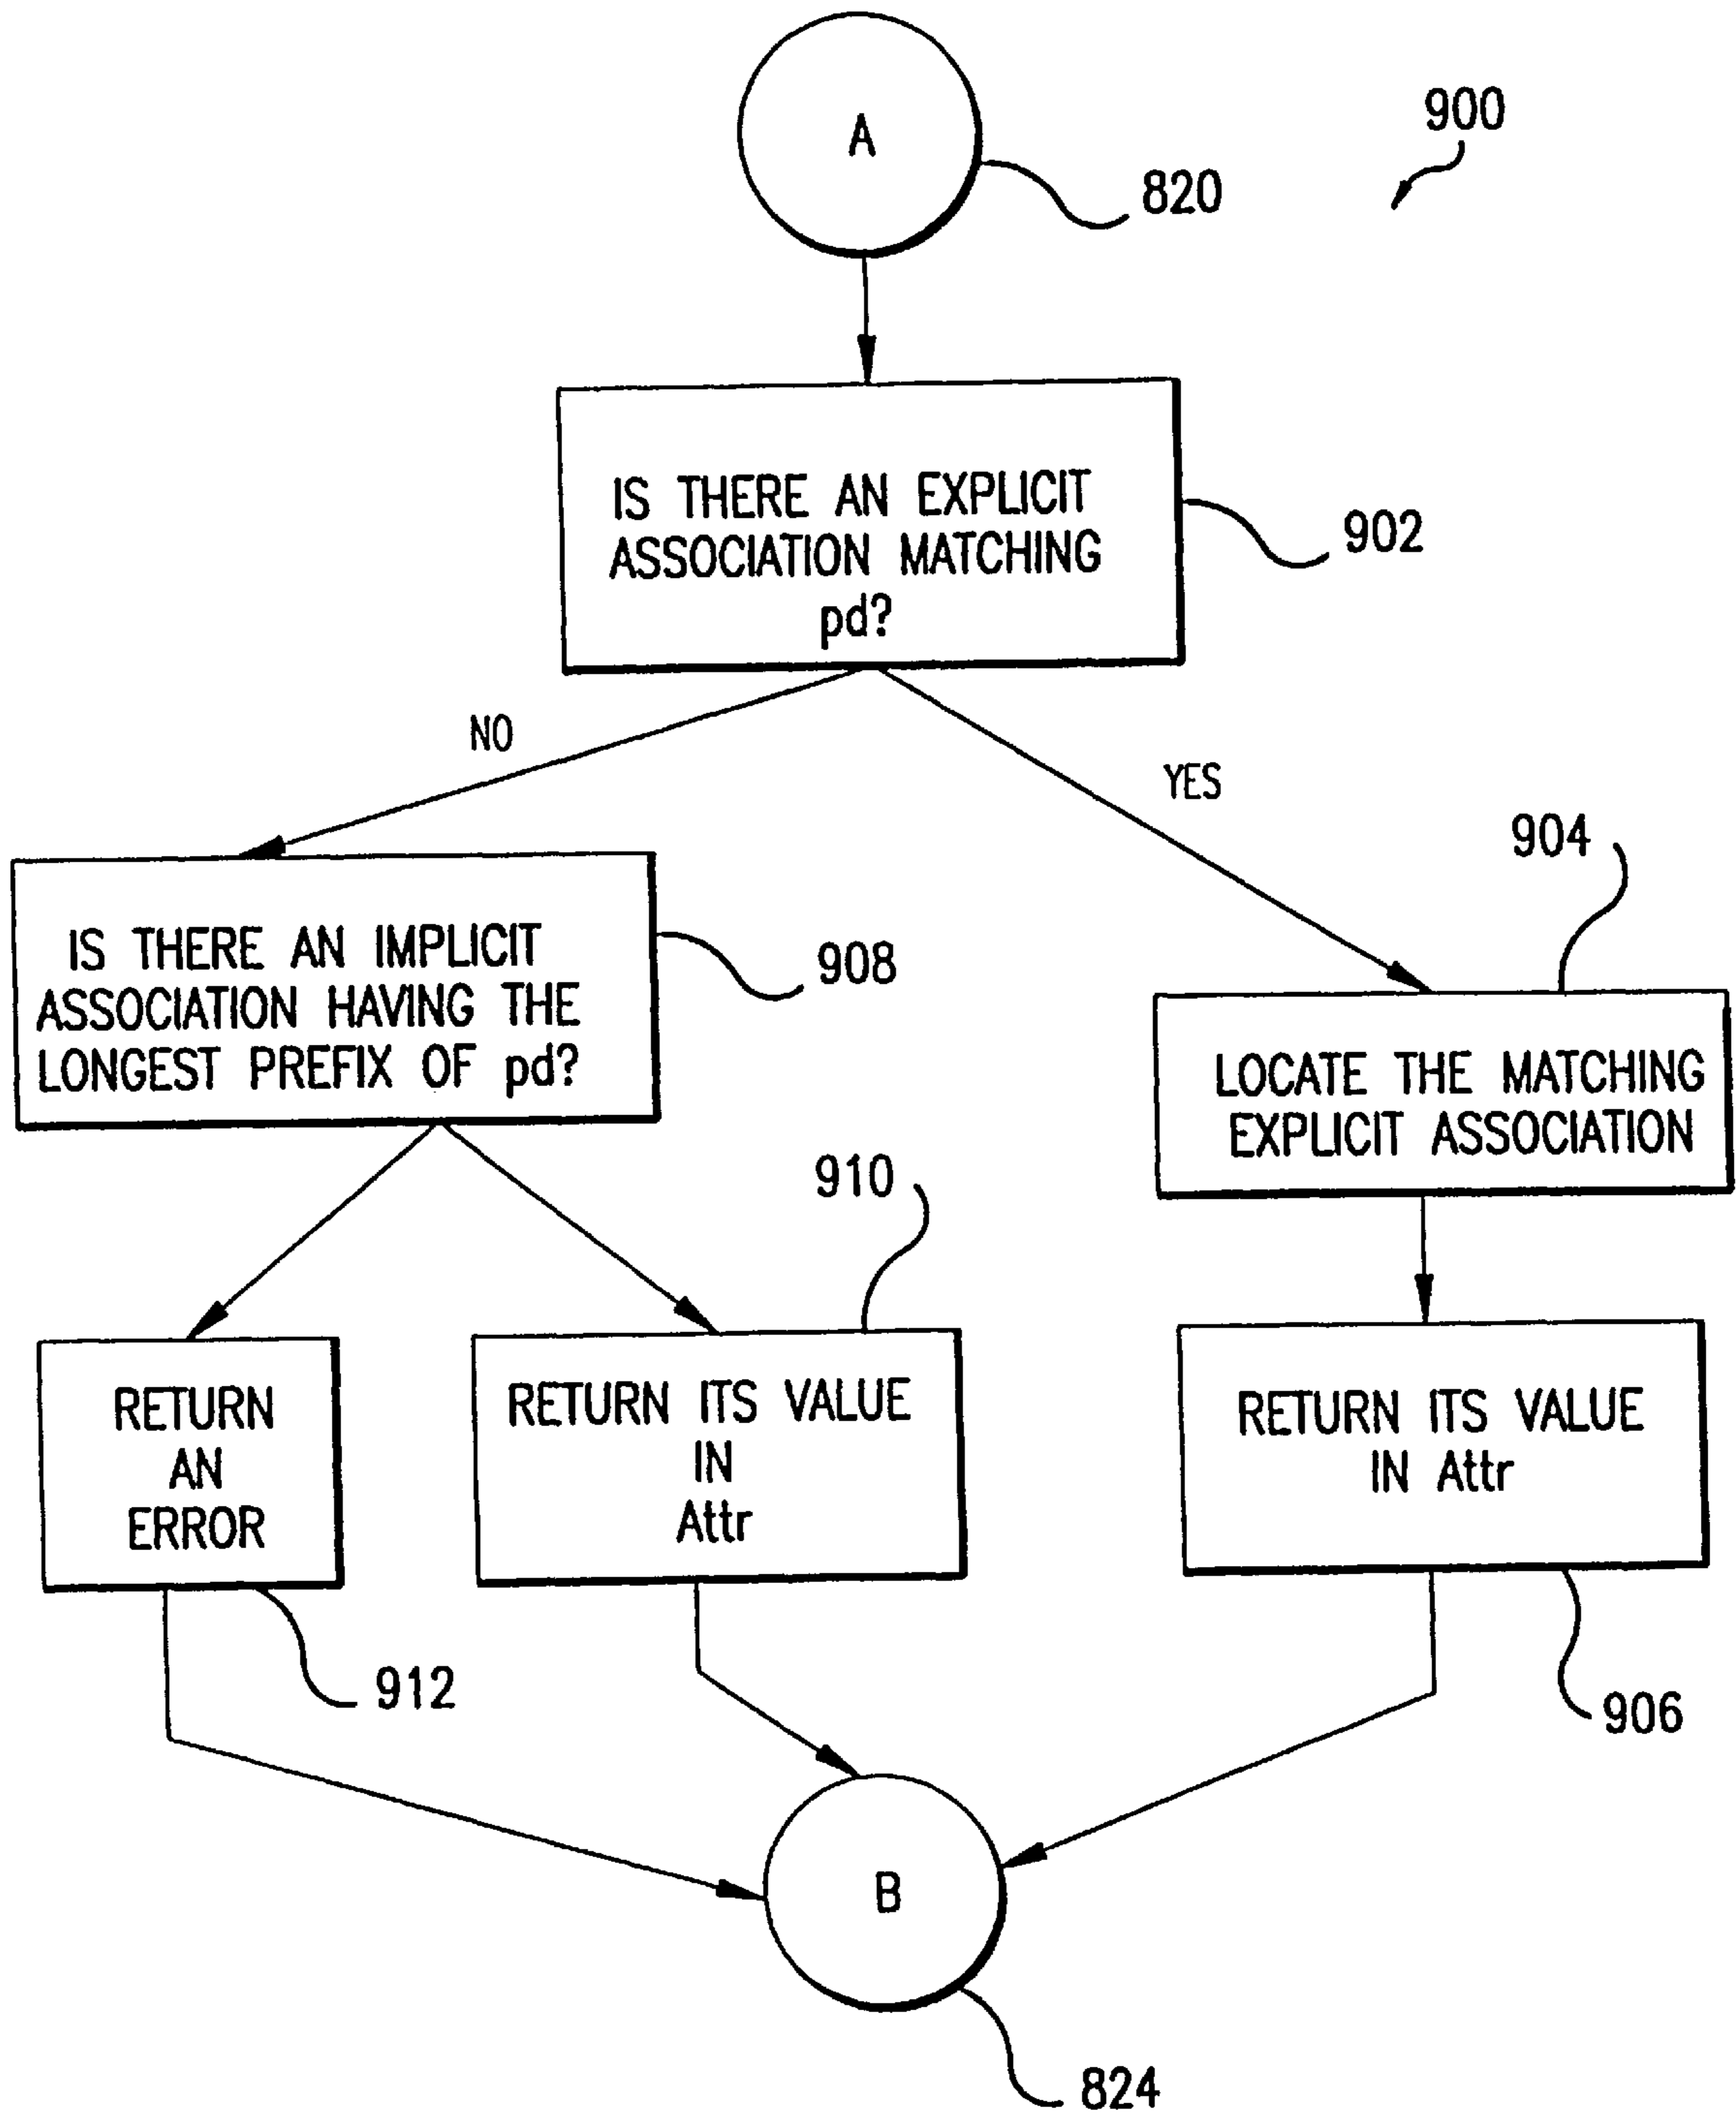 A
900
820
IS THERE AN EXPLICIT
ASSOCIATION MATCHING
pd?
902
NO
YES
904
IS THERE AN IMPLICIT
ASSOCIATION HAVING THE
LONGEST PREFIX OF pd?
908
LOCATE THE MATCHING
EXPLICIT ASSOCIATION
910
RETURN
AN
ERROR
RETURN ITS VALUE
IN
Attr
RETURN ITS VALUE
IN Attr
912
906
B
824